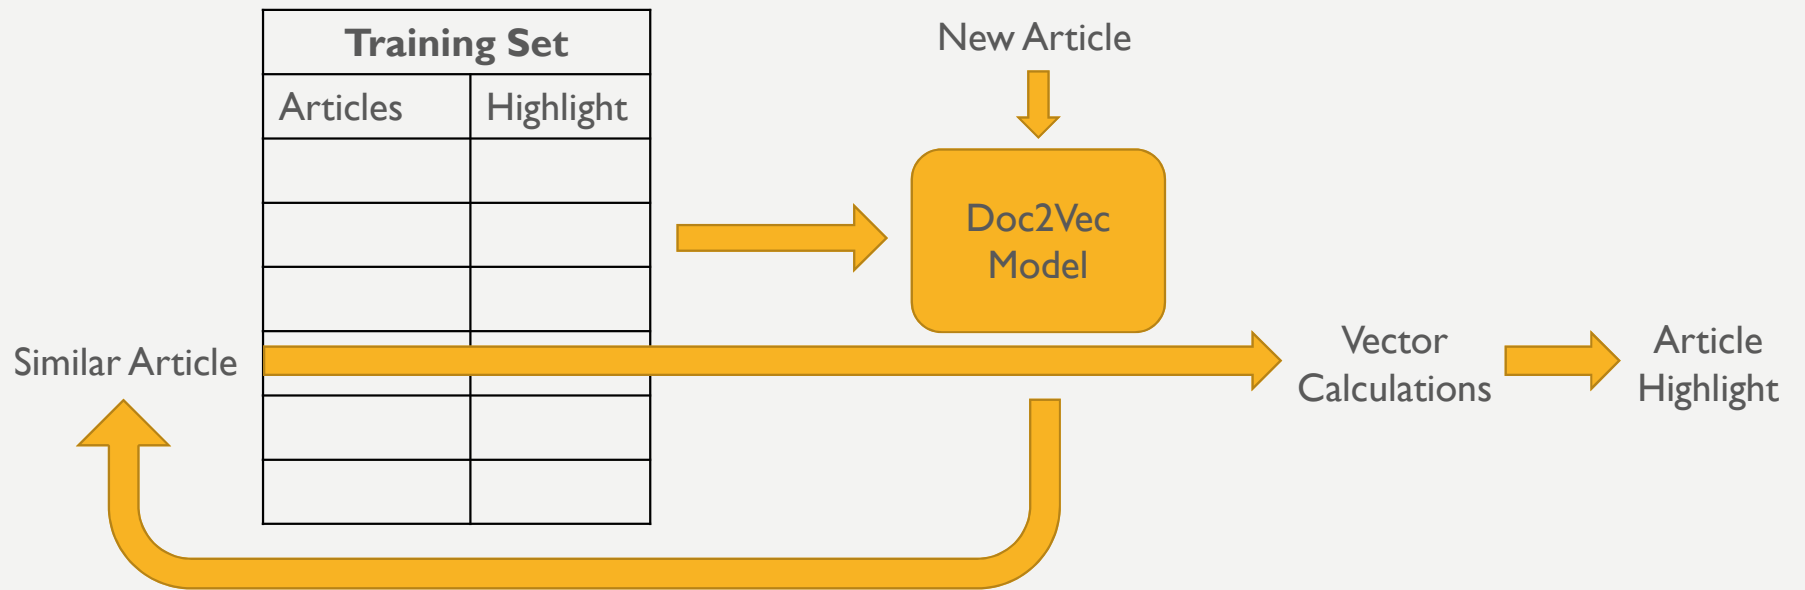 Training Set
Articles Highlight
New Article
Doc2Vec
Model
Similar Article
Vector
Calculations
Article
Highlight